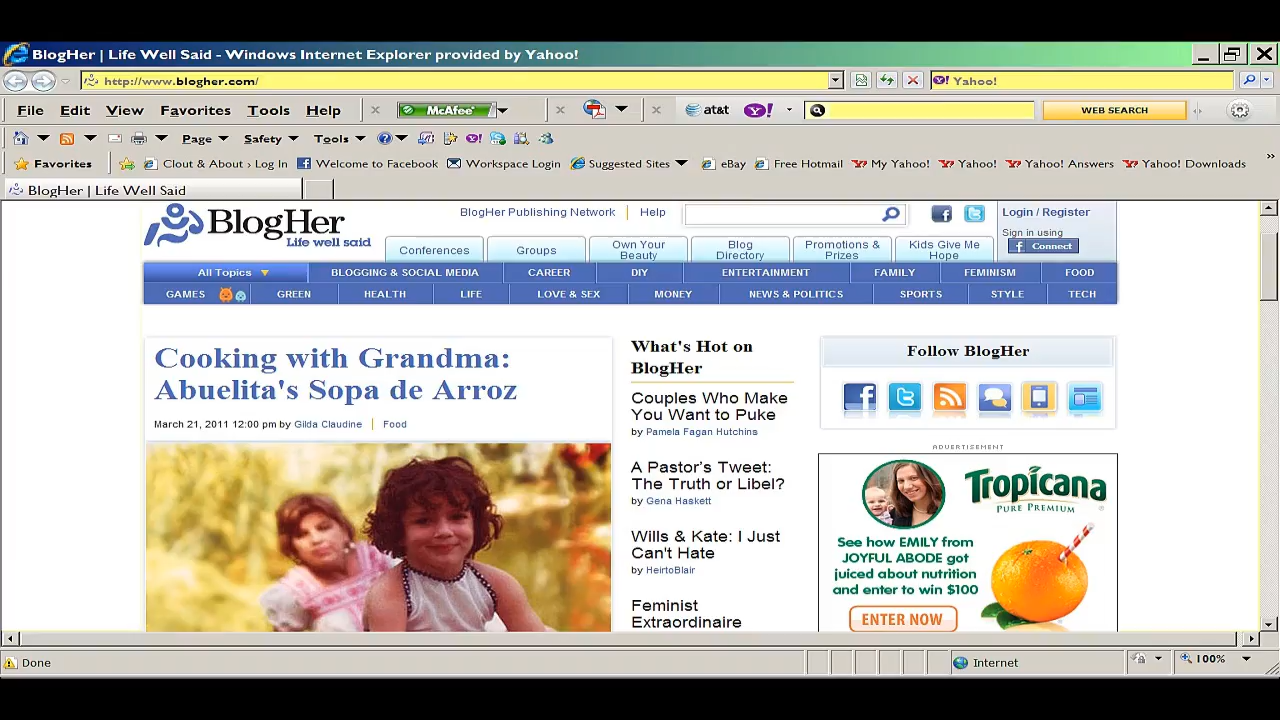 BlogHer | Life Well Said - Windows Internet Explorer provided by Yahoo!
http://www.blogher.com/
Yahoo!
File Edit View Favorites Tools Help
McAfee
at&t
WEB SEARCH
Page Safety Tools
Favorites
Clout & About › Log In
Welcome to Facebook
Workspace Login
Suggested Sites
eBay
Free Hotmail
My Yahoo!
Yahoo!
Yahoo! Answers
Yahoo! Downloads
BlogHer | Life Well Said
BlogHer
Life well said
BlogHer Publishing Network | Help
Login / Register
Sign in using
Connect
Conferences
Groups
Own Your
Beauty
Blog
Directory
Promotions &
Prizes
Kids Give Me
Hope
All Topics BLOGGING & SOCIAL MEDIA CAREER DIY ENTERTAINMENT FAMILY FEMINISM FOOD
GAMES GREEN HEALTH LIFE LOVE & SEX MONEY NEWS & POLITICS SPORTS STYLE TECH
Cooking with Grandma:
Abuelita's Sopa de Arroz
March 21, 2011 12:00 pm by Gilda Claudine | Food
What's Hot on
BlogHer
Couples Who Make
You Want to Puke
by Pamela Fagan Hutchins
A Pastor's Tweet:
The Truth or Libel?
by Gena Haskett
Wills & Kate: I Just
Can't Hate
by HeirtoBlair
Feminist
Extraordinaire
Follow BlogHer
ADVERTISEMENT
Tropicana
PURE PREMIUM
See how EMILY from
JOYFUL ABODE got
juiced about nutrition
and enter to win $100
ENTER NOW
Done
Internet
100%